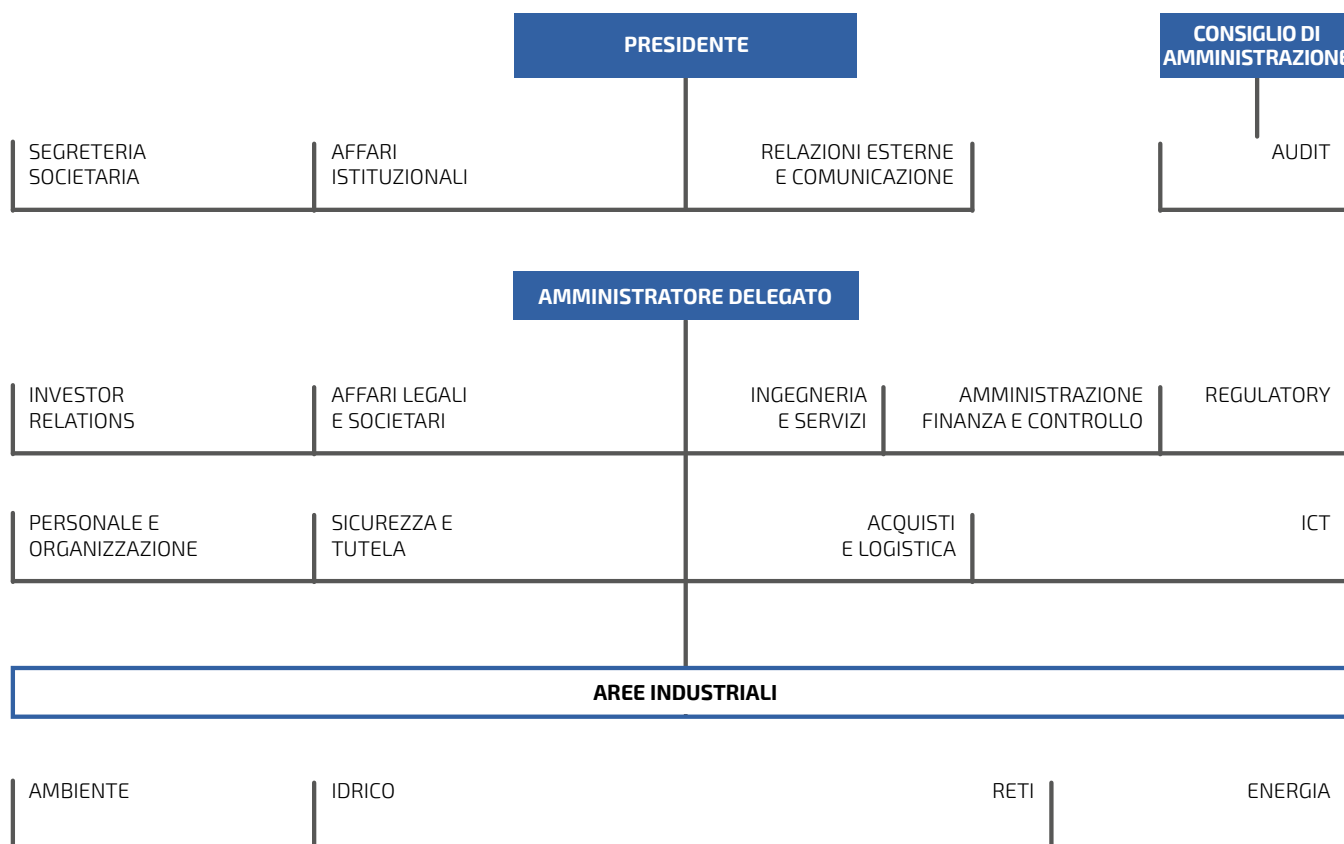 PRESIDENTE
CONSIGLIO DI
AMMINISTRAZIONE
SEGRETERIA
SOCIETARIA
AFFARI
ISTITUZIONALI
RELAZIONI ESTERNE
E COMUNICAZIONE
AUDIT
AMMINISTRATORE DELEGATO
INVESTOR
RELATIONS
AFFARI LEGALI
E SOCIETARI
INGEGNERIA
E SERVIZI
AMMINISTRAZIONE
FINANZA E CONTROLLO
REGULATORY
PERSONALE E
ORGANIZZAZIONE
SICUREZZA E
TUTELA
ACQUISTI
E LOGISTICA
ICT
AREE INDUSTRIALI
AMBIENTE
IDRICO
RETI
ENERGIA